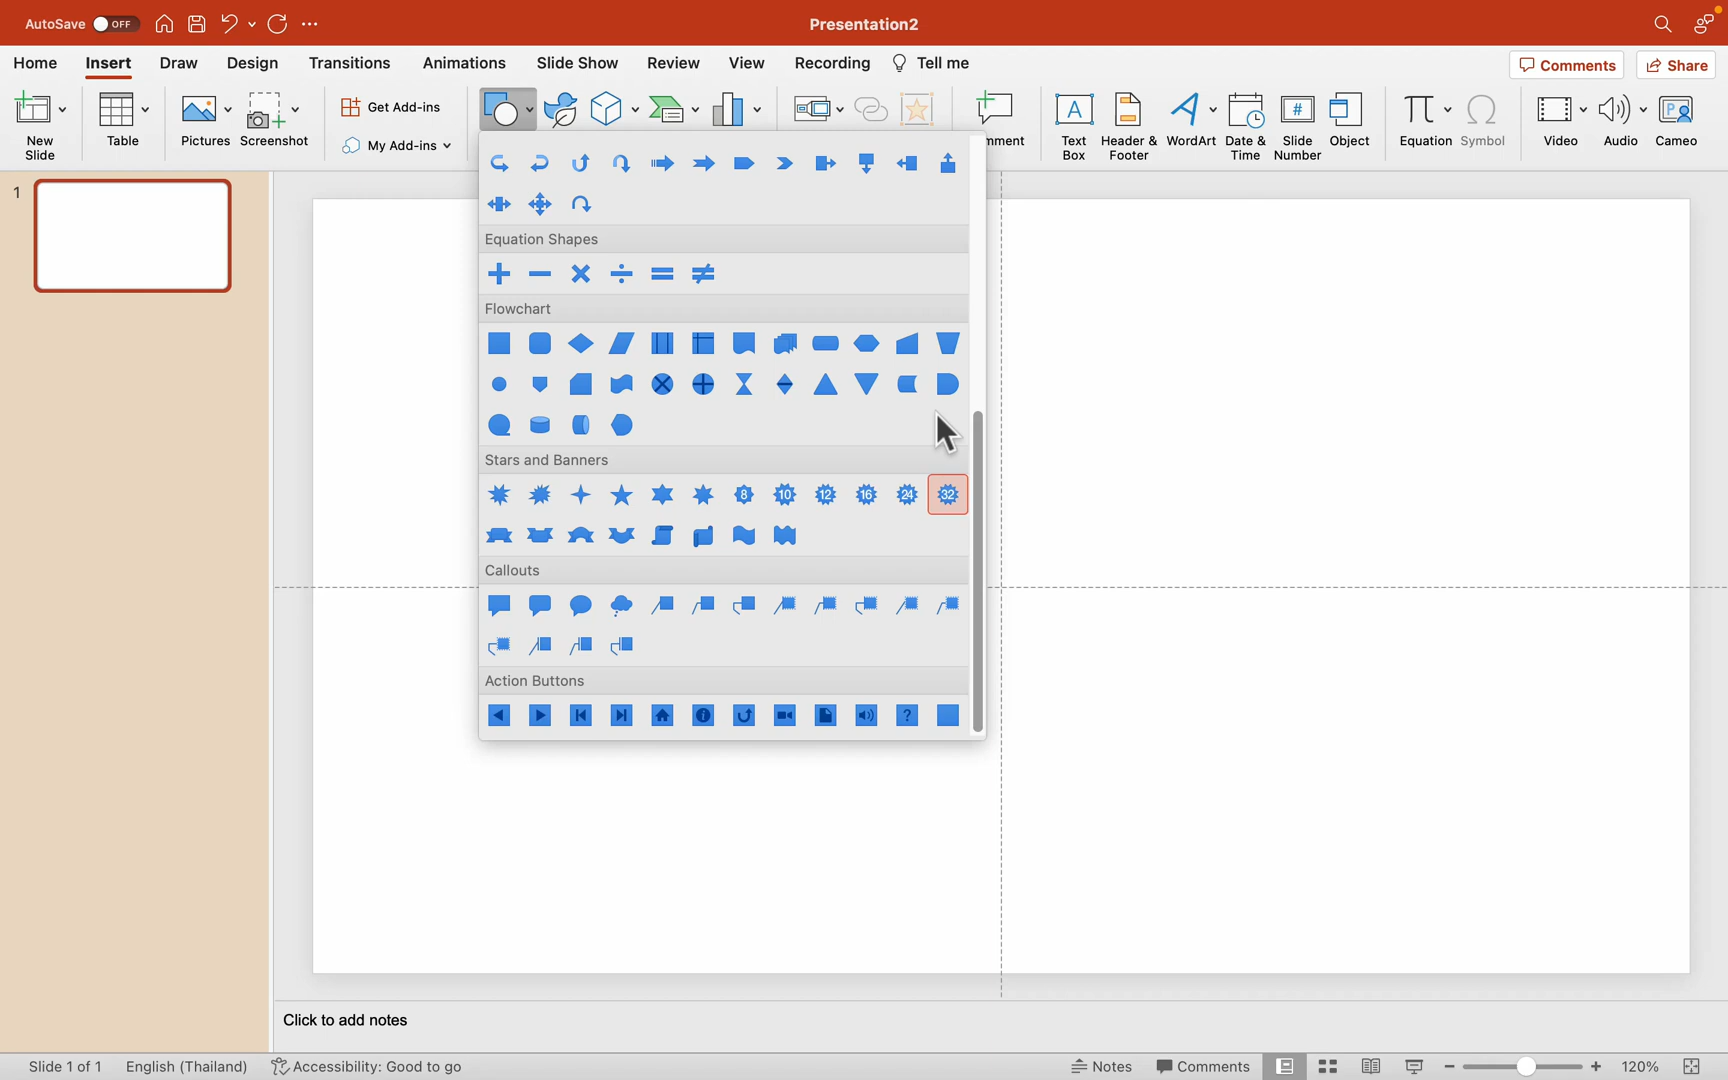 AutoSave OFF Presentation2
Home Insert Draw Design Transitions Animations Slide Show Review View Recording Tell me Comments Share
New Slide
Table
Pictures
Screenshot
Get Add-ins
My Add-ins
mment
A
Text Box
Header & Footer
WordArt
Date & Time
#
Slide Number
Object
Equation
Symbol
Video
Audio
Cameo
1
Equation Shapes
Flowchart
Stars and Banners
8 10 12 16 24 32
Callouts
Action Buttons
?
Click to add notes
Slide 1 of 1 English (Thailand) Accessibility: Good to go Notes Comments 120%